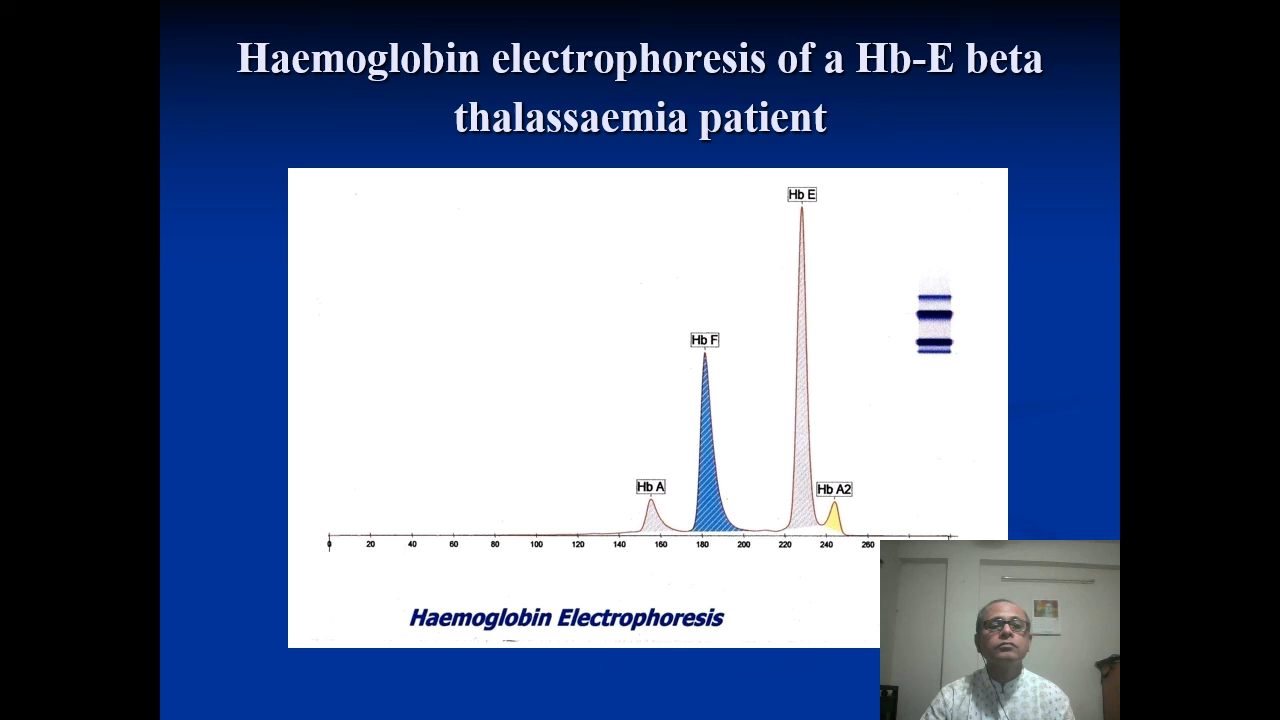 Haemoglobin electrophoresis of a Hb-E beta
thalassaemia patient
Hb E
Hb F
Hb A
Hb A2
0 20 40 60 80 100 120 140 160 180 200 220 240 260
Haemoglobin Electrophoresis